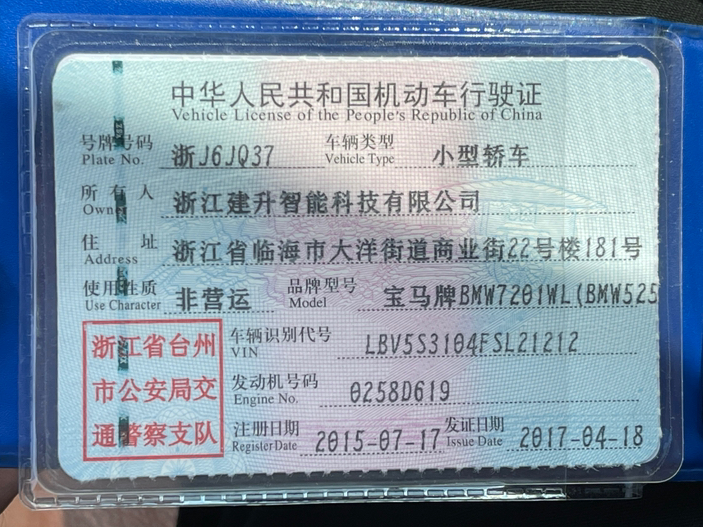 中华人民共和国机动车行驶证
Vehicle License of the People's Republic of China
号牌号码 浙J6JQ37 车辆类型 小型轿车
Plate No. Vehicle Type
所有人 浙江建升智能科技有限公司
Owner
住址 浙江省临海市大洋街道商业街22号楼181号
Address
使用性质 非营运 品牌型号 宝马牌BMW7201WL(BMW525
Use Character Model
浙江省台州
市公安局交
通警察支队
车辆识别代号 LBV5S3104FSL21212
VIN
发动机号码 0258D619
Engine No.
注册日期 2015-07-17 发证日期 2017-04-18
Register Date Issue Date